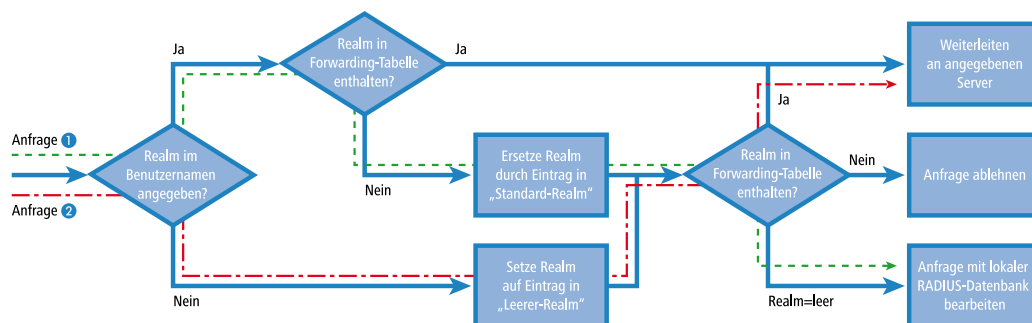 Anfrage 1
Anfrage 2
Realm im
Benutzernamen
angegeben?
Ja
Nein
Realm in
Forwarding-Tabelle
enthalten?
Ja
Nein
Ersetze Realm
durch Eintrag in
„Standard-Realm“
Setze Realm
auf Eintrag in
„Leerer-Realm“
Realm in
Forwarding-Tabelle
enthalten?
Ja
Nein
Realm=leer
Weiterleiten
an angegebenen
Server
Anfrage ablehnen
Anfrage mit lokaler
RADIUS-Datenbank
bearbeiten